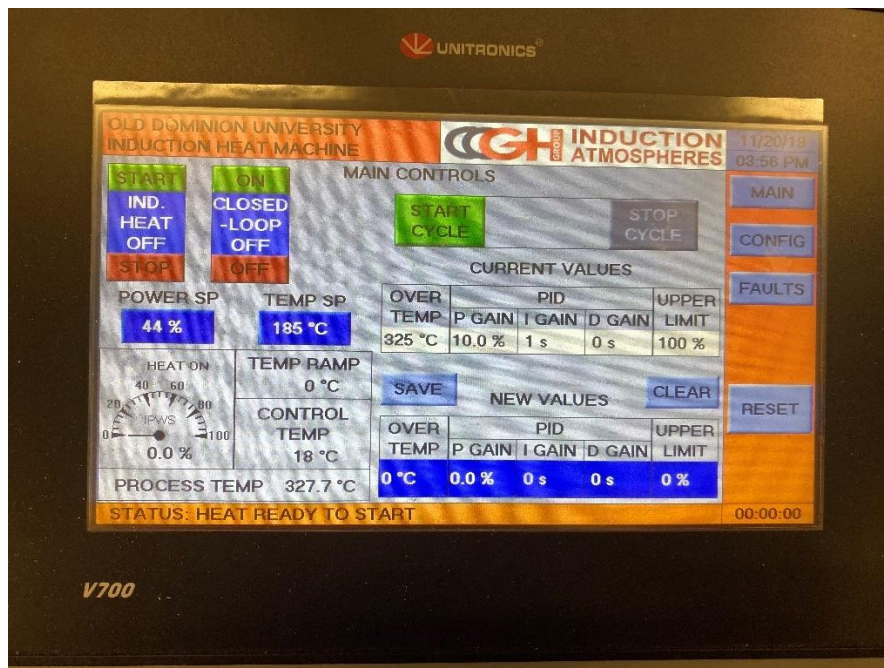 UNITRONICS®
OLD DOMINION UNIVERSITY
INDUCTION HEAT MACHINE
CGH GROUP INDUCTION
ATMOSPHERES
11/20/19
03:56 PM
MAIN CONTROLS
START
IND.
HEAT
OFF
STOP
ON
CLOSED
-LOOP
OFF
OFF
START
CYCLE
STOP
CYCLE
MAIN
CONFIG
FAULTS
RESET
POWER SP
44 %
TEMP SP
185 °C
CURRENT VALUES
OVER TEMP
PID
P GAIN I GAIN D GAIN
UPPER LIMIT
325 °C 10.0 % 1 s 0 s 100 %
HEAT ON
0 20 40 60 80 100
IPWS
0.0 %
TEMP RAMP
0 °C
CONTROL
TEMP
18 °C
PROCESS TEMP 327.7 °C
SAVE
NEW VALUES
CLEAR
OVER TEMP
PID
P GAIN I GAIN D GAIN
UPPER LIMIT
0 °C 0.0 % 0 s 0 s 0 %
STATUS: HEAT READY TO START
00:00:00
V700